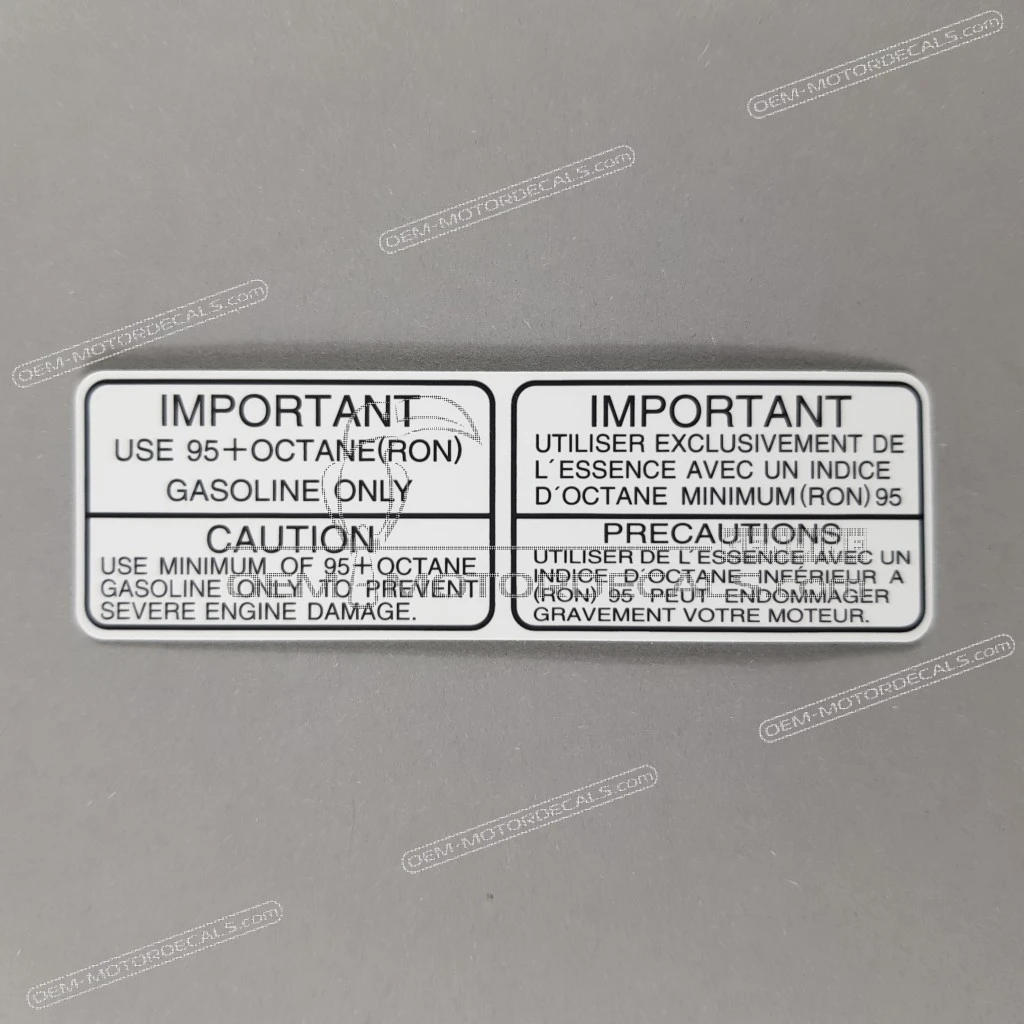 OEM-MOTORDECALS.com
OEM-MOTORDECALS.com
OEM-MOTORDECALS.com
IMPORTANT
USE 95+OCTANE(RON)
GASOLINE ONLY
CAUTION
USE MINIMUM OF 95+OCTANE
GASOLINE ONLY TO PREVENT
SEVERE ENGINE DAMAGE.
IMPORTANT
UTILISER EXCLUSIVEMENT DE
L´ESSENCE AVEC UN INDICE
D´OCTANE MINIMUM(RON)95
PRECAUTIONS
UTILISER DE L´ESSENCE AVEC UN
INDICE D´OCTANE INFÉRIEUR A
(RON) 95 PEUT ENDOMMAGER
GRAVEMENT VOTRE MOTEUR.
OEM-MOTORDECALS.com
OEM-MOTORDECALS.com
OEM-MOTORDECALS.com
OEM-MOTORDECALS.com